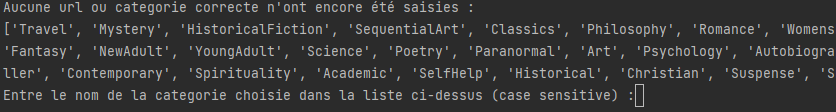 Aucune url ou categorie correcte n'ont encore été saisies :
['Travel', 'Mystery', 'HistoricalFiction', 'SequentialArt', 'Classics', 'Philosophy', 'Romance', 'Womens
'Fantasy', 'NewAdult', 'YoungAdult', 'Science', 'Poetry', 'Paranormal', 'Art', 'Psychology', 'Autobiogra
ller', 'Contemporary', 'Spirituality', 'Academic', 'SelfHelp', 'Historical', 'Christian', 'Suspense', 'S
Entre le nom de la categorie choisie dans la liste ci-dessus (case sensitive) :